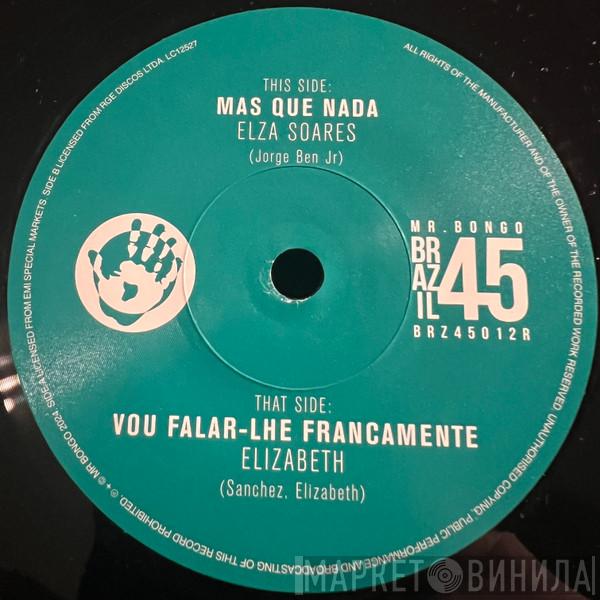 THIS SIDE:
MAS QUE NADA
ELZA SOARES
(Jorge Ben Jr)
MR. BONGO
BRAZIL
45
BRZ45012R
THAT SIDE:
VOU FALAR-LHE FRANCAMENTE
ELIZABETH
(Sanchez, Elizabeth)
℗ + © MR BONGO 2024 SIDE A LICENSED FROM EMI SPECIAL MARKETS. SIDE B LICENSED FROM RGE DISCOS LTDA. LC12527
ALL RIGHTS OF THE MANUFACTURER AND OF THE OWNER OF THE RECORDED WORK RESERVED. UNAUTHORISED COPYING, PUBLIC PERFORMANCE AND BROADCASTING OF THIS RECORD PROHIBITED.
МАРКЕТ ВИНИЛА